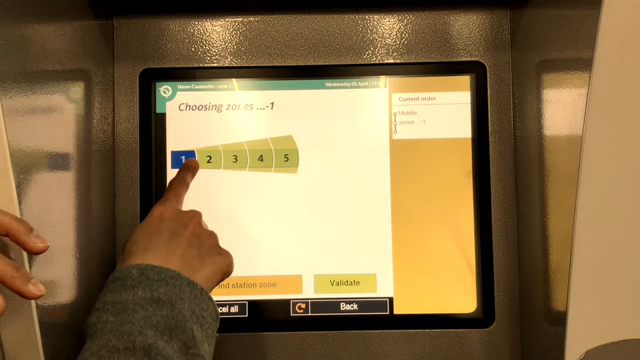 Choosing zones ...-1
Current order
Middle
zones ...-1
1 2 3 4 5
nd station zone
Validate
cel all
Back